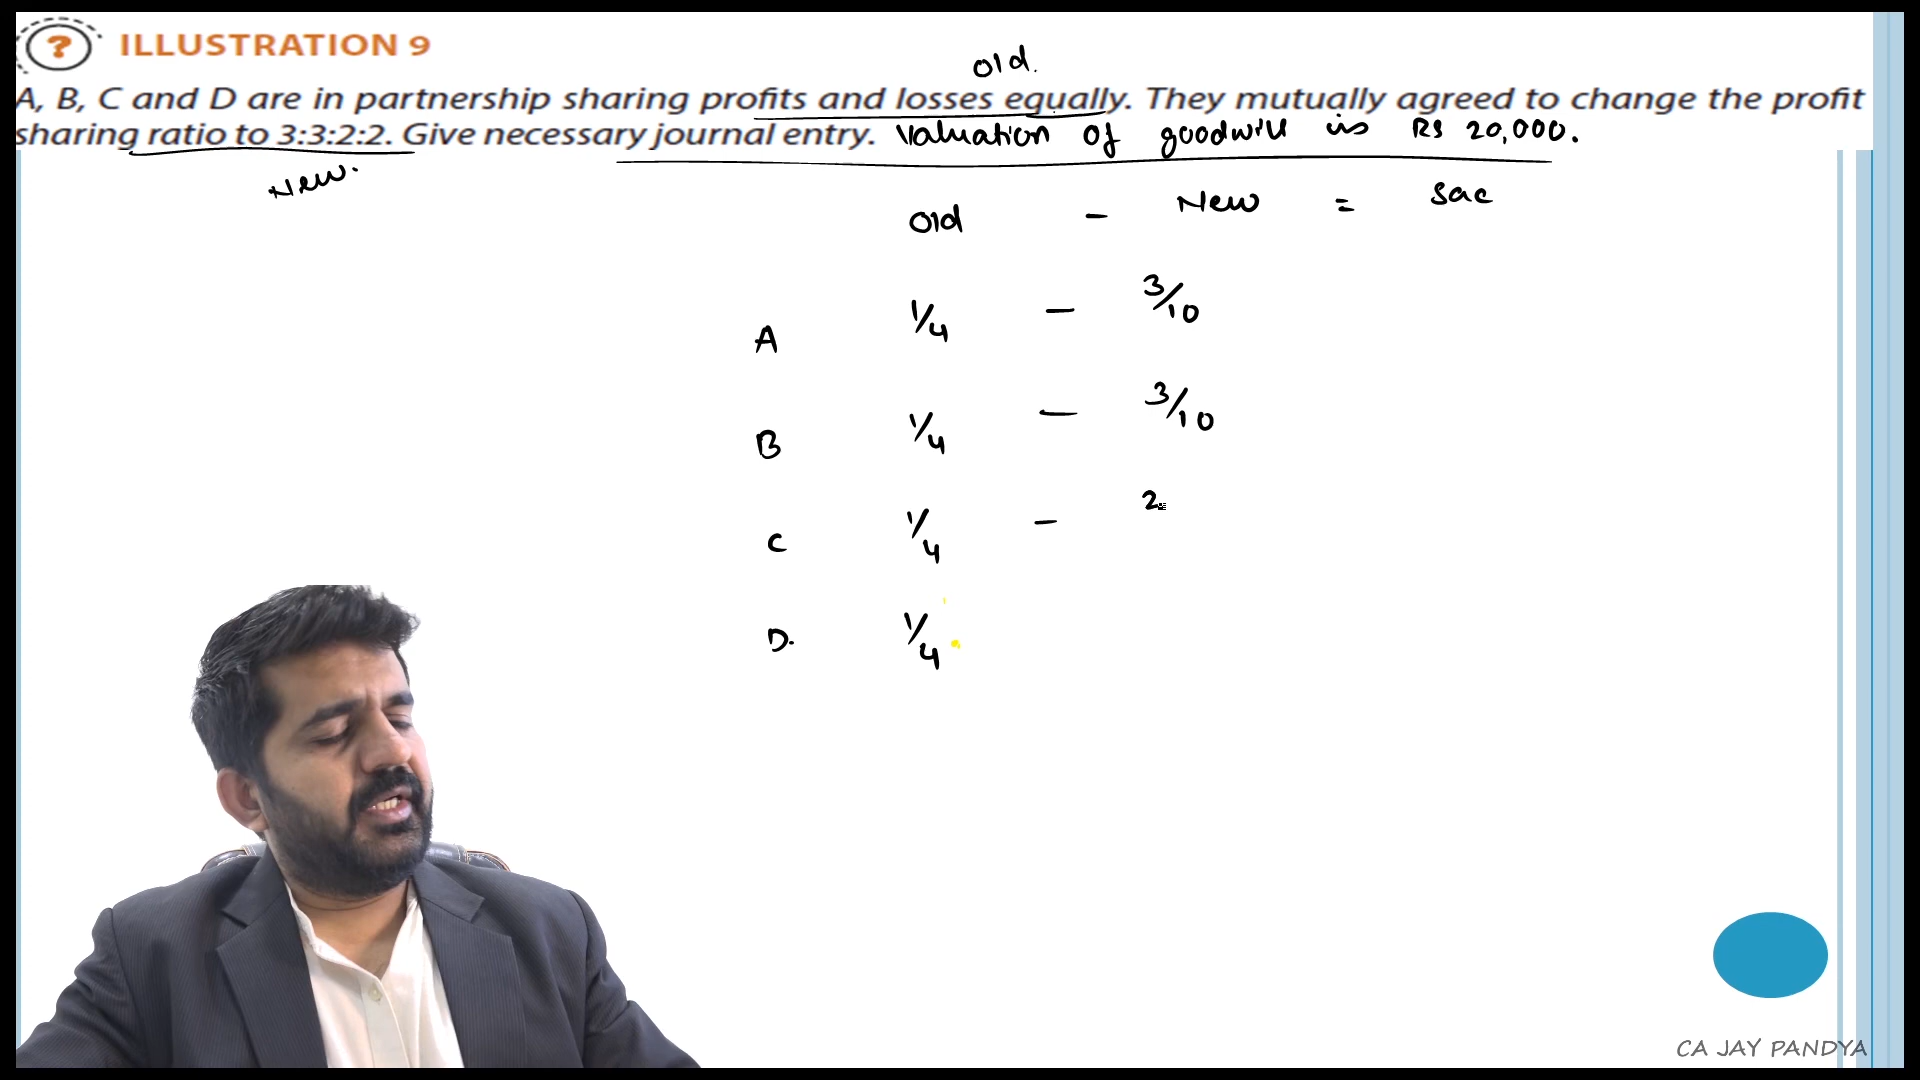 ? ILLUSTRATION 9
old.
A, B, C and D are in partnership sharing profits and losses equally. They mutually agreed to change the profit
sharing ratio to 3:3:2:2. Give necessary journal entry. Valuation of goodwill is RS 20,000.
New.
Old - New = Sac
A 1/4 - 3/10
B 1/4 - 3/10
C 1/4 - 2
D. 1/4
CA JAY PANDYA